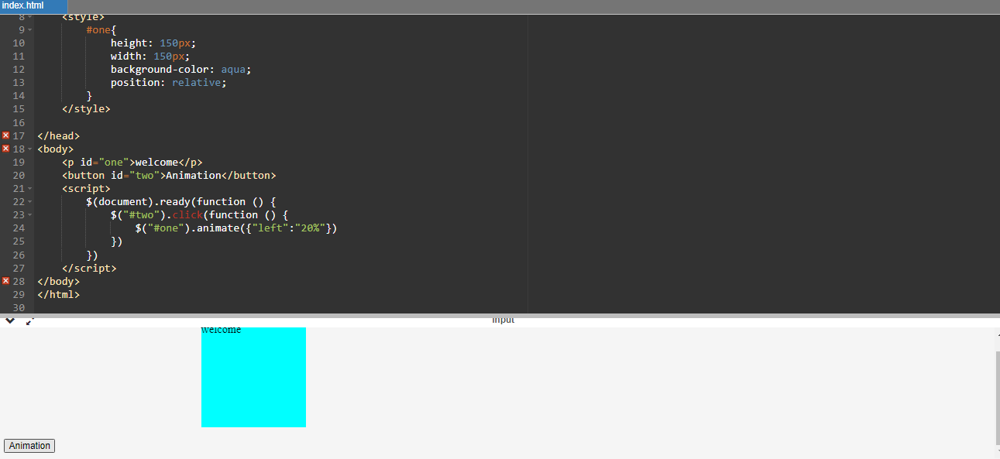 index.html
8 <style>
9 #one{
10 height: 150px;
11 width: 150px;
12 background-color: aqua;
13 position: relative;
14 }
15 </style>
16
17 </head>
18 <body>
19 <p id="one">welcome</p>
20 <button id="two">Animation</button>
21 <script>
22 $(document).ready(function () {
23 $("#two").click(function () {
24 $("#one").animate({"left":"20%"})
25 })
26 })
27 </script>
28 </body>
29 </html>
30
input
welcome
Animation